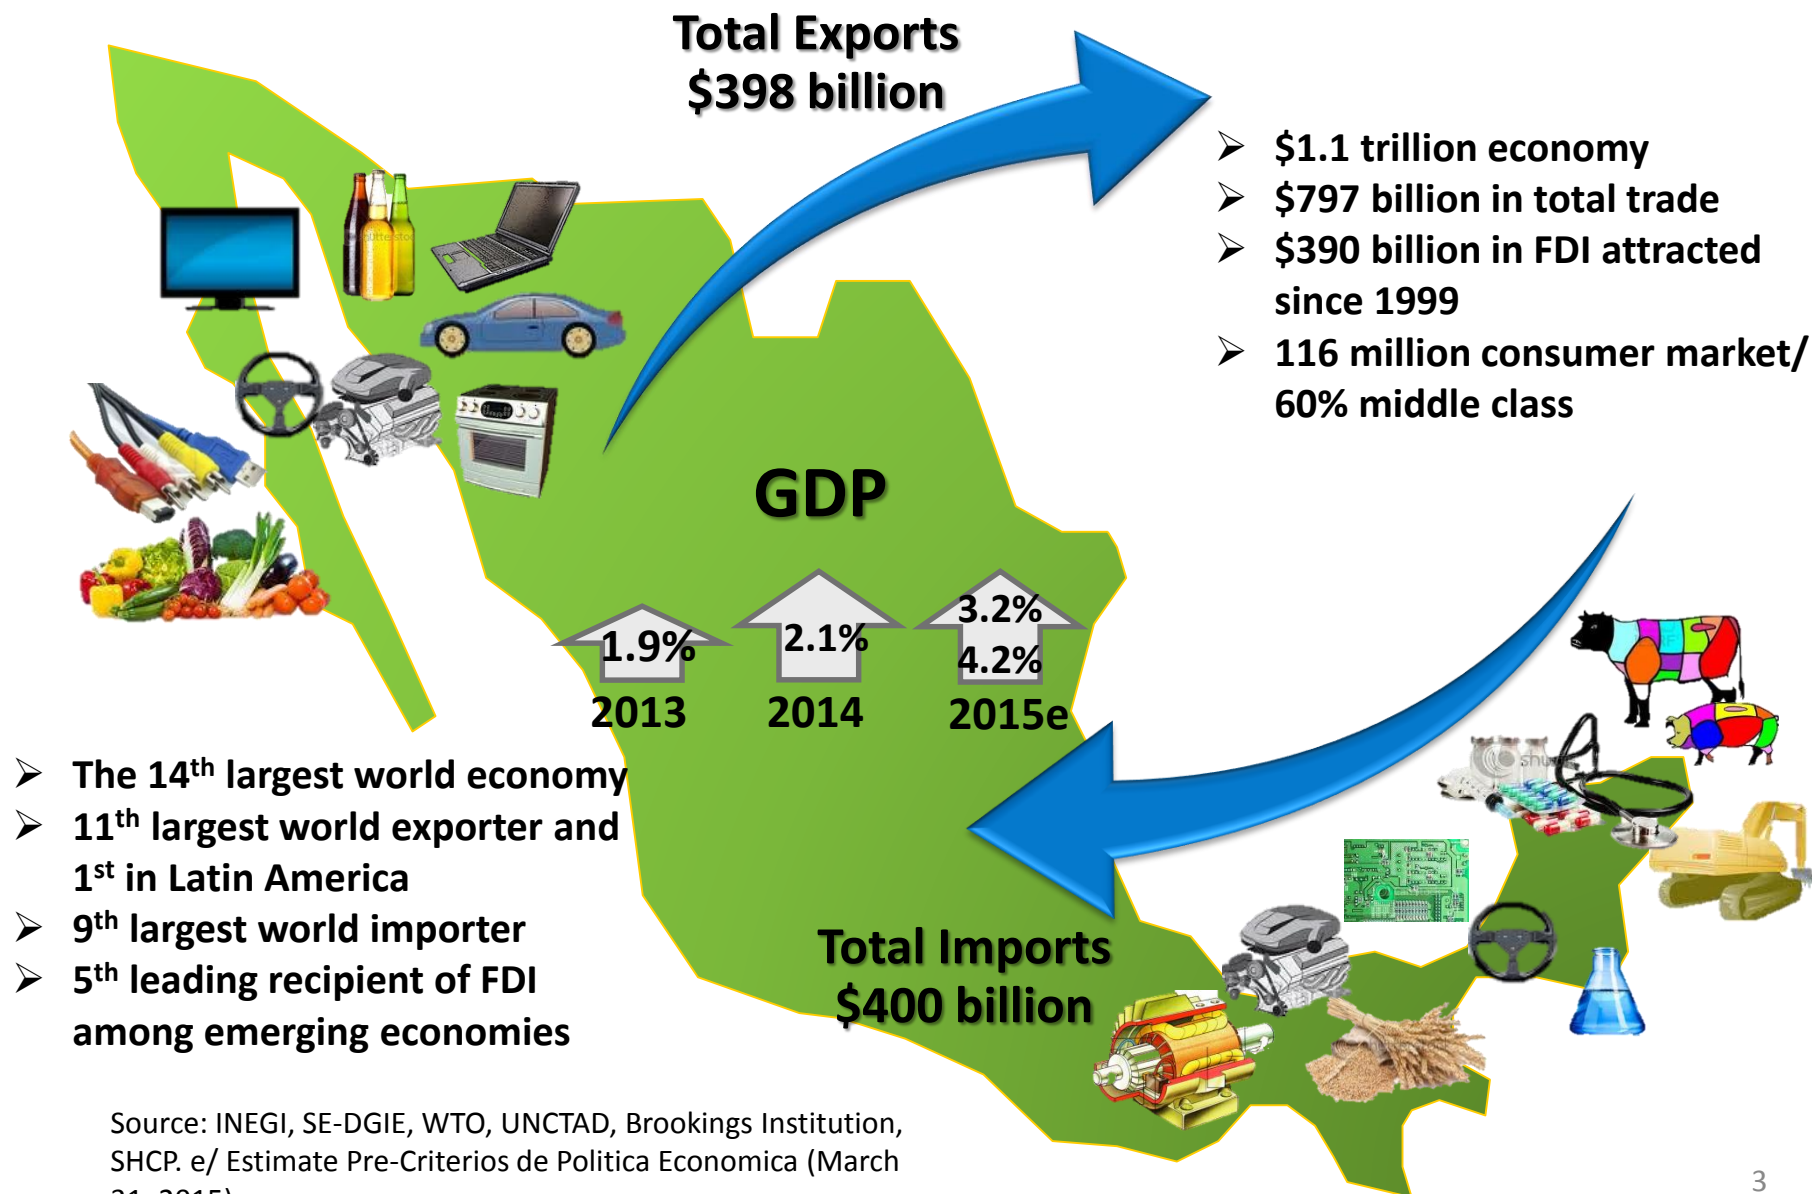 Total Exports
$398 billion
➢ $1.1 trillion economy
➢ $797 billion in total trade
➢ $390 billion in FDI attracted
since 1999
➢ 116 million consumer market/
60% middle class
GDP
1.9%
2.1%
3.2%
4.2%
2013
2014
2015e
➢ The 14th largest world economy
➢ 11th largest world exporter and
1st in Latin America
➢ 9th largest world importer
➢ 5th leading recipient of FDI
among emerging economies
Total Imports
$400 billion
Source: INEGI, SE-DGIE, WTO, UNCTAD, Brookings Institution,
SHCP. e/ Estimate Pre-Criterios de Politica Economica (March
3